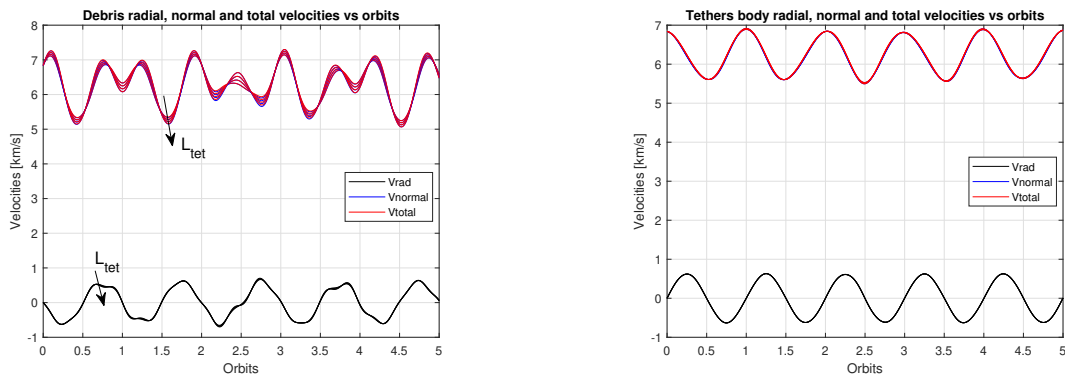 Debris radial, normal and total velocities vs orbits
8
7
6
5
4
3
2
1
0
-1
Velocities [km/s]
L_tet
L_tet
Vrad
Vnormal
Vtotal
0 0.5 1 1.5 2 2.5 3 3.5 4 4.5 5
Orbits
Tethers body radial, normal and total velocities vs orbits
7
6
5
4
3
2
1
0
-1
Velocities [km/s]
Vrad
Vnormal
Vtotal
0 0.5 1 1.5 2 2.5 3 3.5 4 4.5 5
Orbits